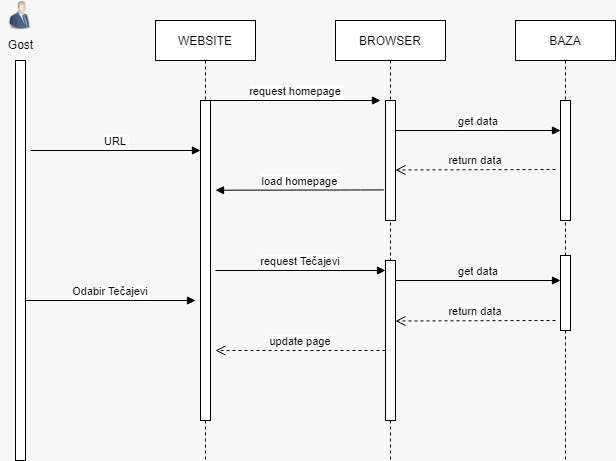 Gost
WEBSITE
BROWSER
BAZA
request homepage
get data
URL
return data
load homepage
request Tečajevi
get data
Odabir Tečajevi
return data
update page